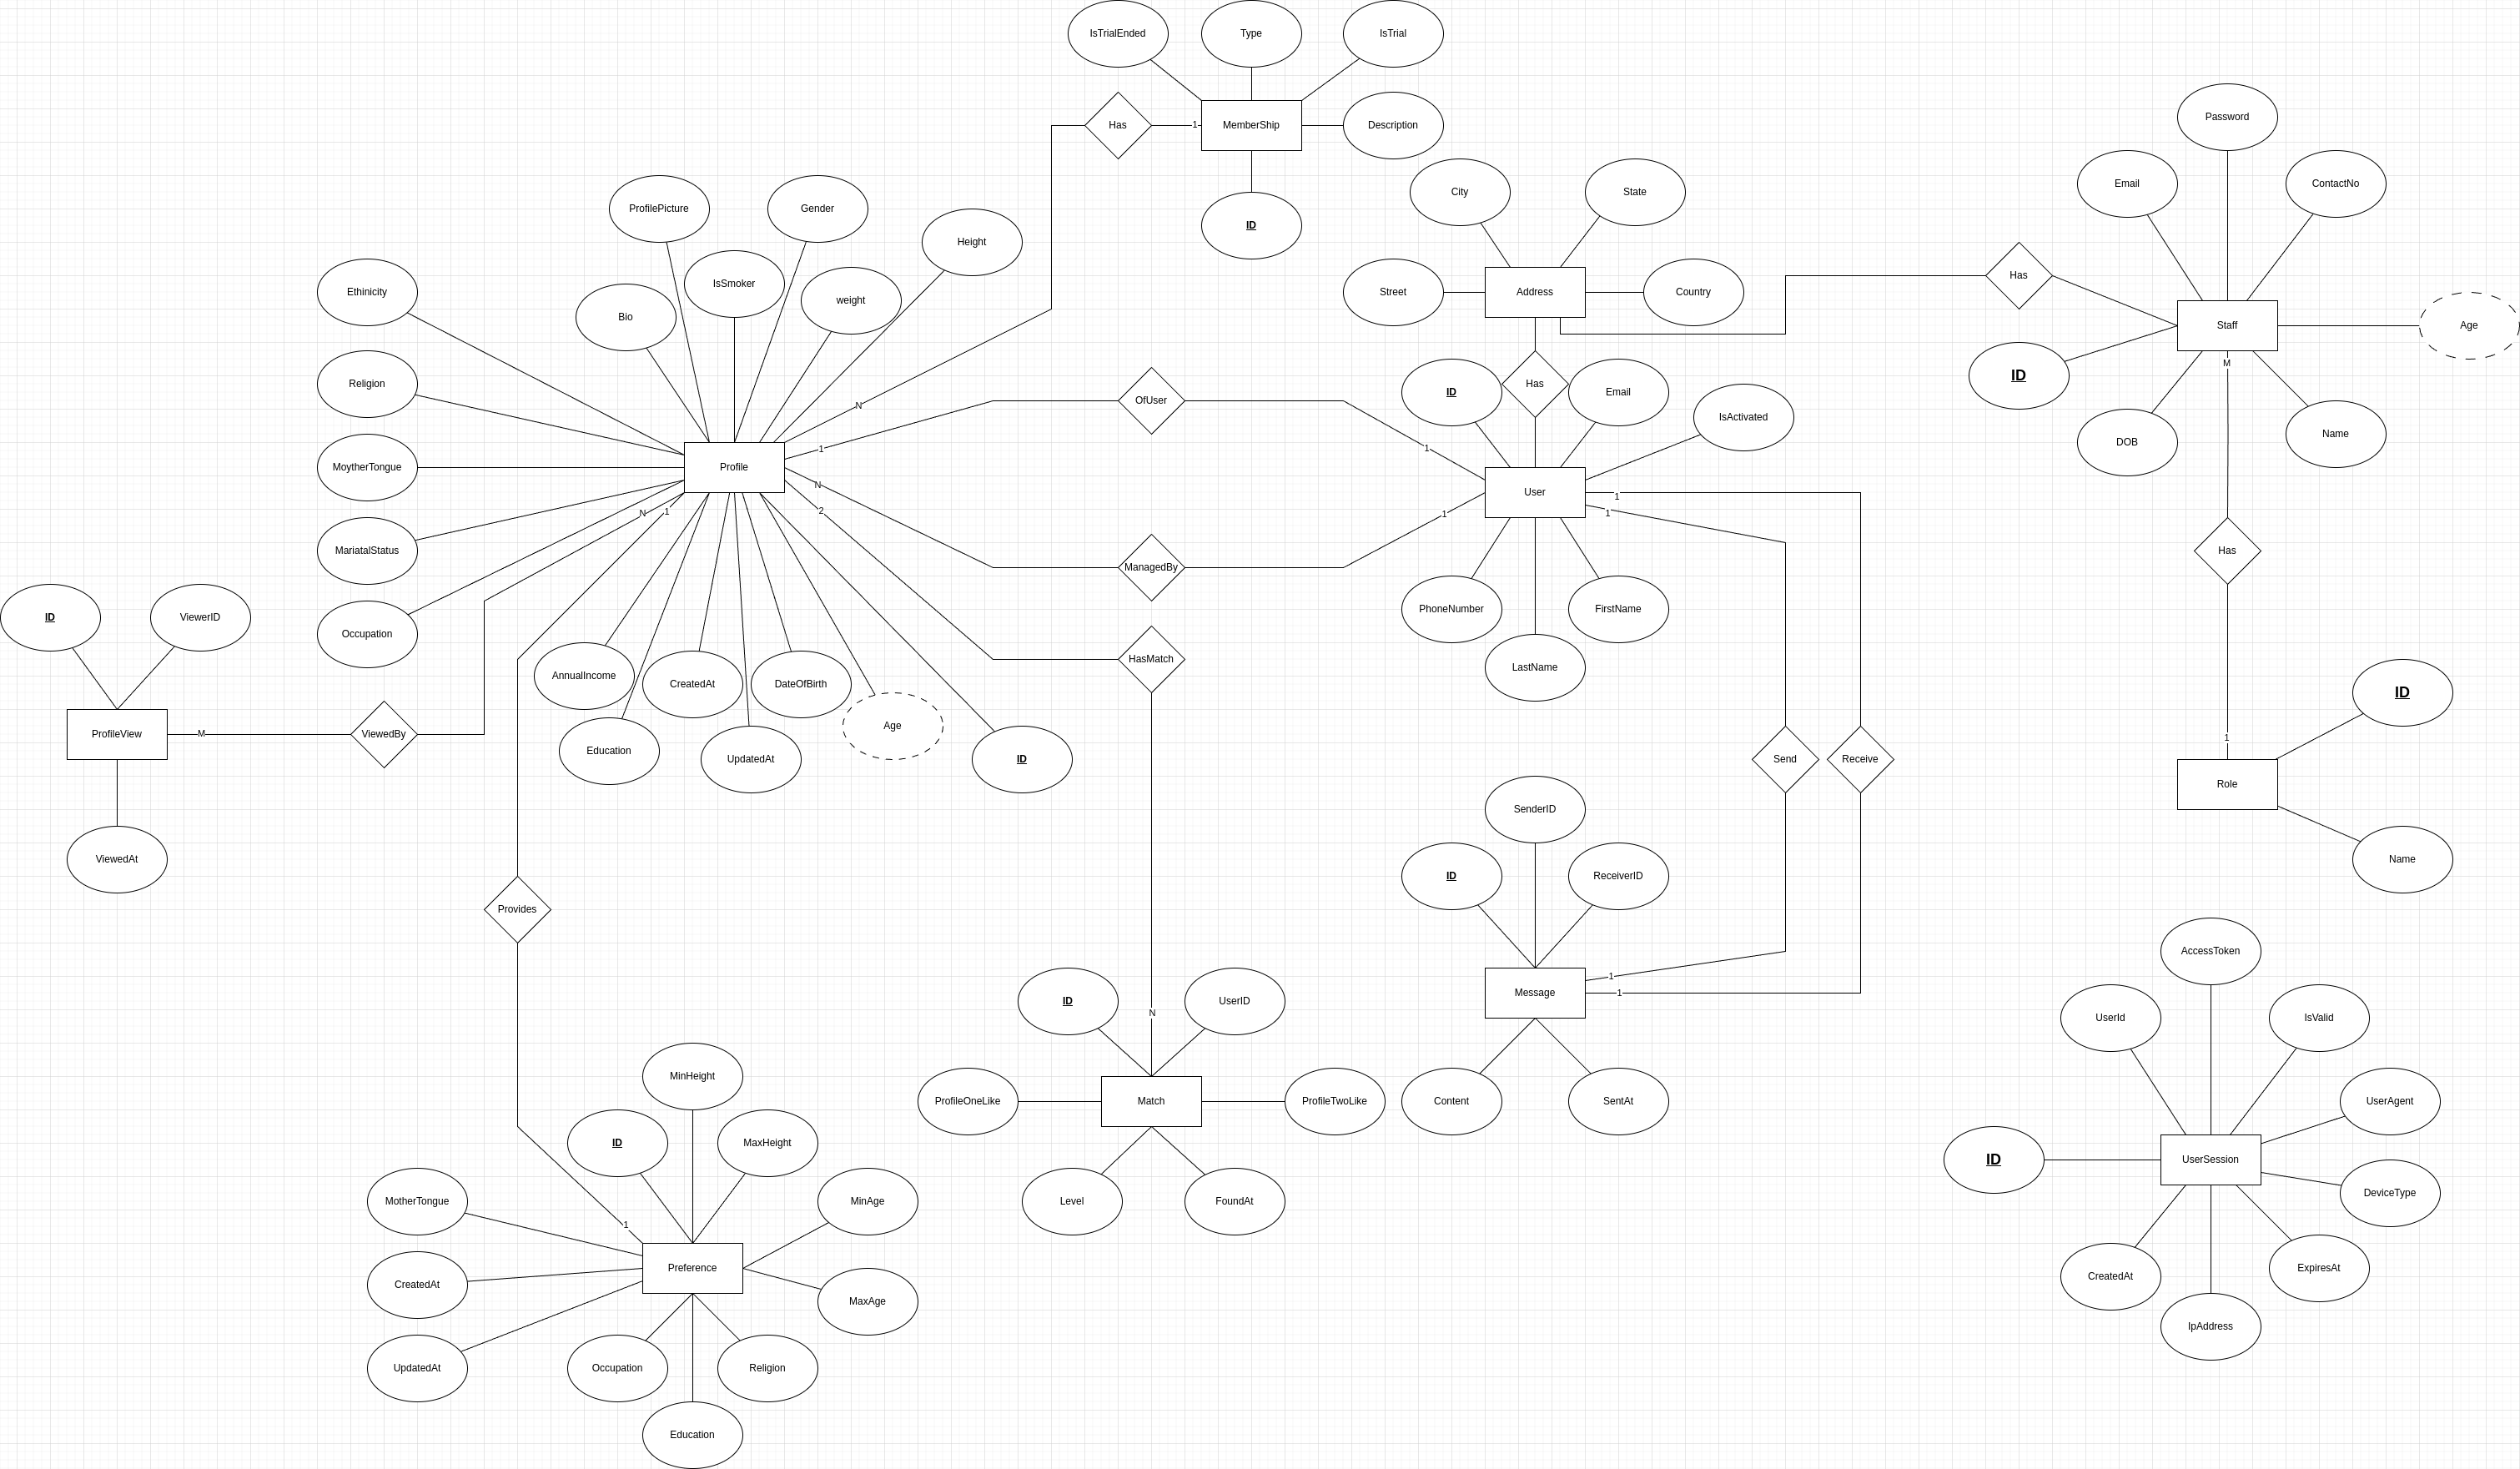 IsTrialEnded
Type
IsTrial
Has
1
MemberShip
Description
ID
Password
Email
ContactNo
Has
Staff
Age
ID
M
DOB
Name
Has
1
Role
ID
Name
City
State
Street
Address
Country
ID
Has
Email
IsActivated
User
1
1
1
1
PhoneNumber
FirstName
LastName
ProfilePicture
Gender
Height
IsSmoker
weight
Bio
Ethinicity
Religion
MoytherTongue
MariatalStatus
Occupation
Profile
N
1
N
2
N
1
OfUser
ManagedBy
HasMatch
AnnualIncome
CreatedAt
DateOfBirth
Age
Education
UpdatedAt
ID
ID
ViewerID
ProfileView
M
ViewedBy
ViewedAt
Provides
Send
Receive
SenderID
ID
ReceiverID
Message
1
1
Content
SentAt
N
ID
UserID
ProfileOneLike
Match
ProfileTwoLike
Level
FoundAt
MinHeight
ID
MaxHeight
MotherTongue
MinAge
1
CreatedAt
Preference
MaxAge
UpdatedAt
Occupation
Religion
Education
AccessToken
UserId
IsValid
UserAgent
ID
UserSession
DeviceType
CreatedAt
ExpiresAt
IpAddress